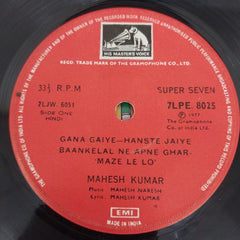 HIS MASTER'S VOICE
REGD. TRADE MARK OF THE GRAMOPHONE CO.
33⅓ R.P.M
SUPER SEVEN
7LJW. 6051
7LPE. 8025
SIDE ONE
HINDI
℗ 1977
The Gramophone Co.
of India Ltd.
GANA GAIYE—HANSTE JAIYE
BAANKELAL NE APNE GHAR-
'MAZE LE LO'
MAHESH KUMAR
Music MAHESH NARESH
Lyric MAHESH KUMAR
EMI
MADE IN INDIA